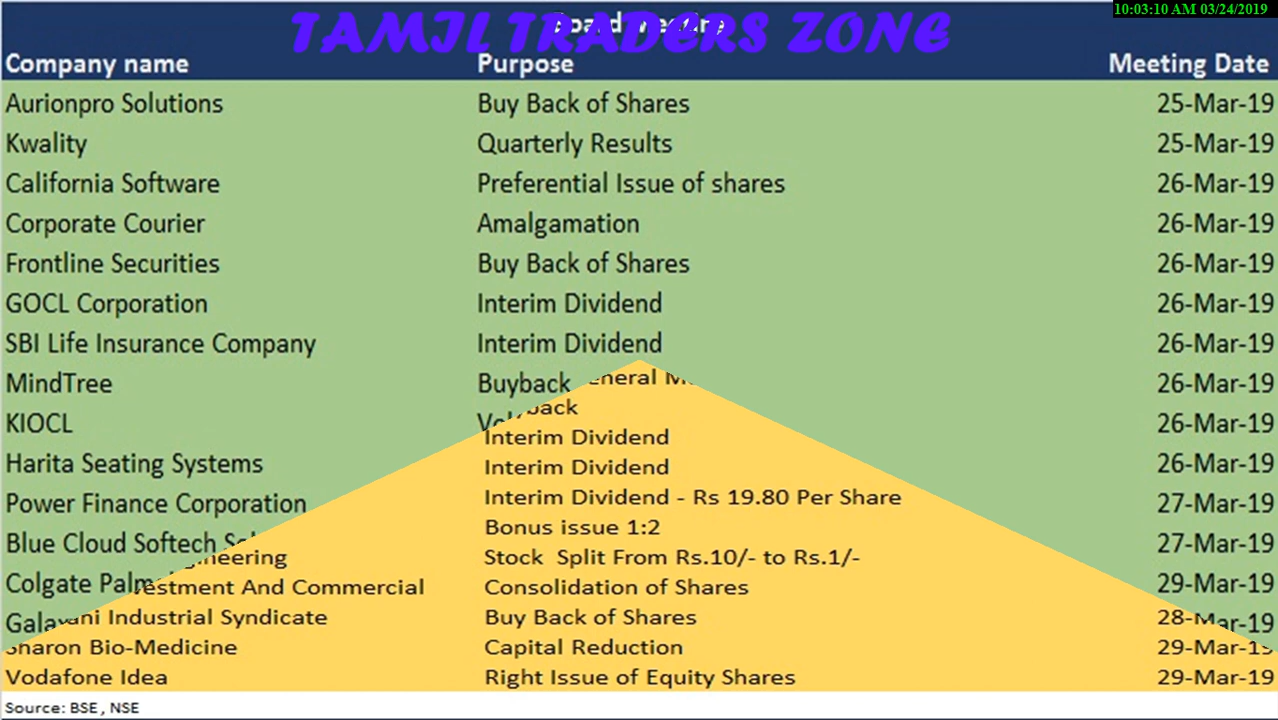 10:03:10 AM 03/24/2019
TAMIL TRADERS ZONE
Company name Purpose Meeting Date
Aurionpro Solutions Buy Back of Shares 25-Mar-19
Kwality Quarterly Results 25-Mar-19
California Software Preferential Issue of shares 26-Mar-19
Corporate Courier Amalgamation 26-Mar-19
Frontline Securities Buy Back of Shares 26-Mar-19
GOCL Corporation Interim Dividend 26-Mar-19
SBI Life Insurance Company Interim Dividend 26-Mar-19
MindTree Buyback 26-Mar-19
KIOCL 26-Mar-19
Interim Dividend
Harita Seating Systems Interim Dividend 26-Mar-19
Power Finance Corporation Interim Dividend - Rs 19.80 Per Share 27-Mar-19
Bonus issue 1:2
Blue Cloud Softech 27-Mar-19
Stock Split From Rs.10/- to Rs.1/-
Colgate And Commercial Consolidation of Shares 29-Mar-19
Industrial Syndicate Buy Back of Shares
Sharon Bio-Medicine Capital Reduction 29-Mar-19
Vodafone Idea Right Issue of Equity Shares 29-Mar-19
Source: BSE, NSE